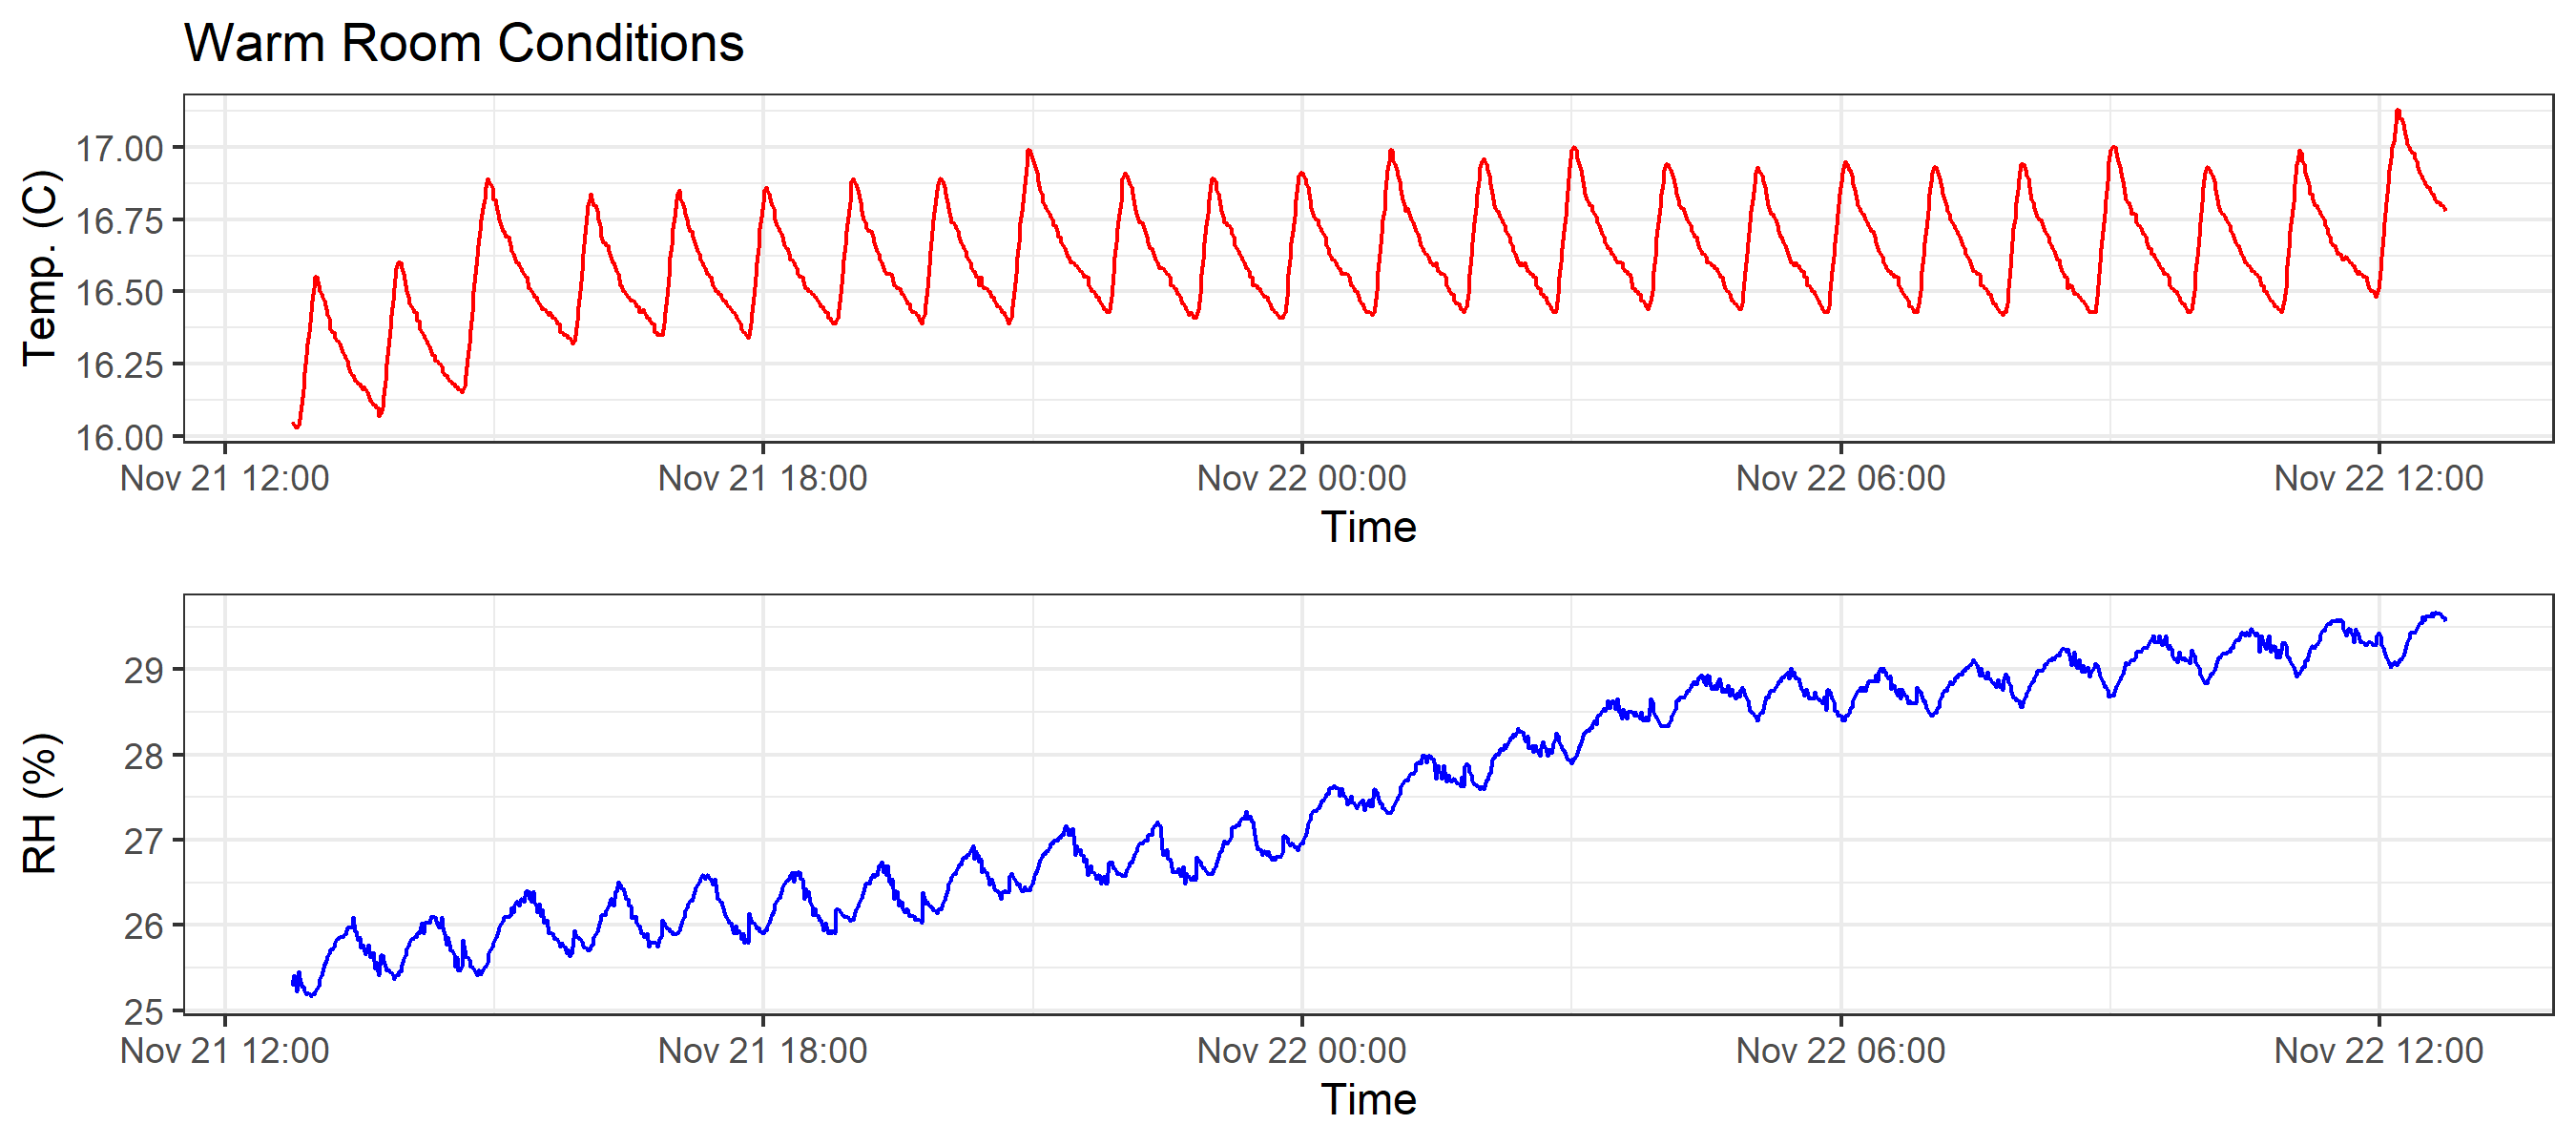 Warm Room Conditions
Temp. (C)
17.00
16.75
16.50
16.25
16.00
Nov 21 12:00 Nov 21 18:00 Nov 22 00:00 Nov 22 06:00 Nov 22 12:00
Time
RH (%)
29
28
27
26
25
Nov 21 12:00 Nov 21 18:00 Nov 22 00:00 Nov 22 06:00 Nov 22 12:00
Time